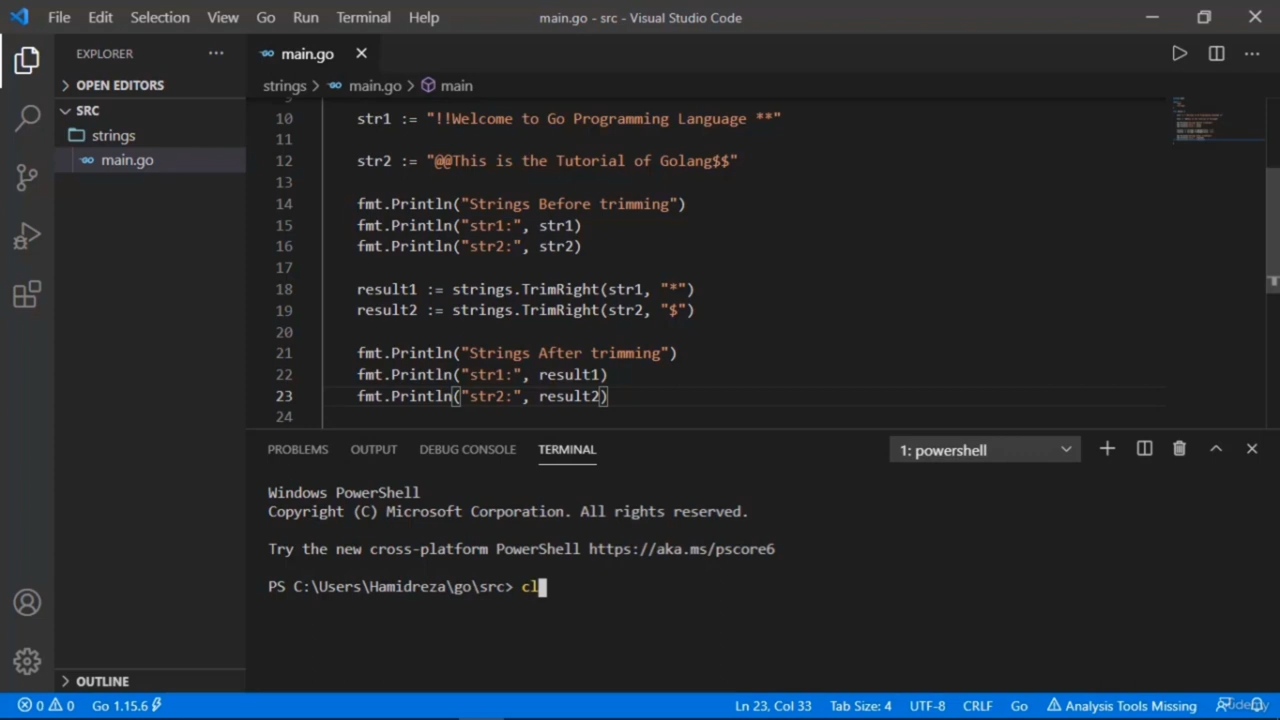 File Edit Selection View Go Run Terminal Help main.go - src - Visual Studio Code
EXPLORER
OPEN EDITORS
SRC
strings
main.go
OUTLINE
main.go
strings > main.go > main
10 str1 := "!!Welcome to Go Programming Language **"
11
12 str2 := "@@This is the Tutorial of Golang$$"
13
14 fmt.Println("Strings Before trimming")
15 fmt.Println("str1:", str1)
16 fmt.Println("str2:", str2)
17
18 result1 := strings.TrimRight(str1, "*")
19 result2 := strings.TrimRight(str2, "$")
20
21 fmt.Println("Strings After trimming")
22 fmt.Println("str1:", result1)
23 fmt.Println("str2:", result2)
24
PROBLEMS OUTPUT DEBUG CONSOLE TERMINAL 1: powershell
Windows PowerShell
Copyright (C) Microsoft Corporation. All rights reserved.
Try the new cross-platform PowerShell https://aka.ms/pscore6
PS C:\Users\Hamidreza\go\src> cl
0 0 Go 1.15.6 Ln 23, Col 33 Tab Size: 4 UTF-8 CRLF Go Analysis Tools Missing